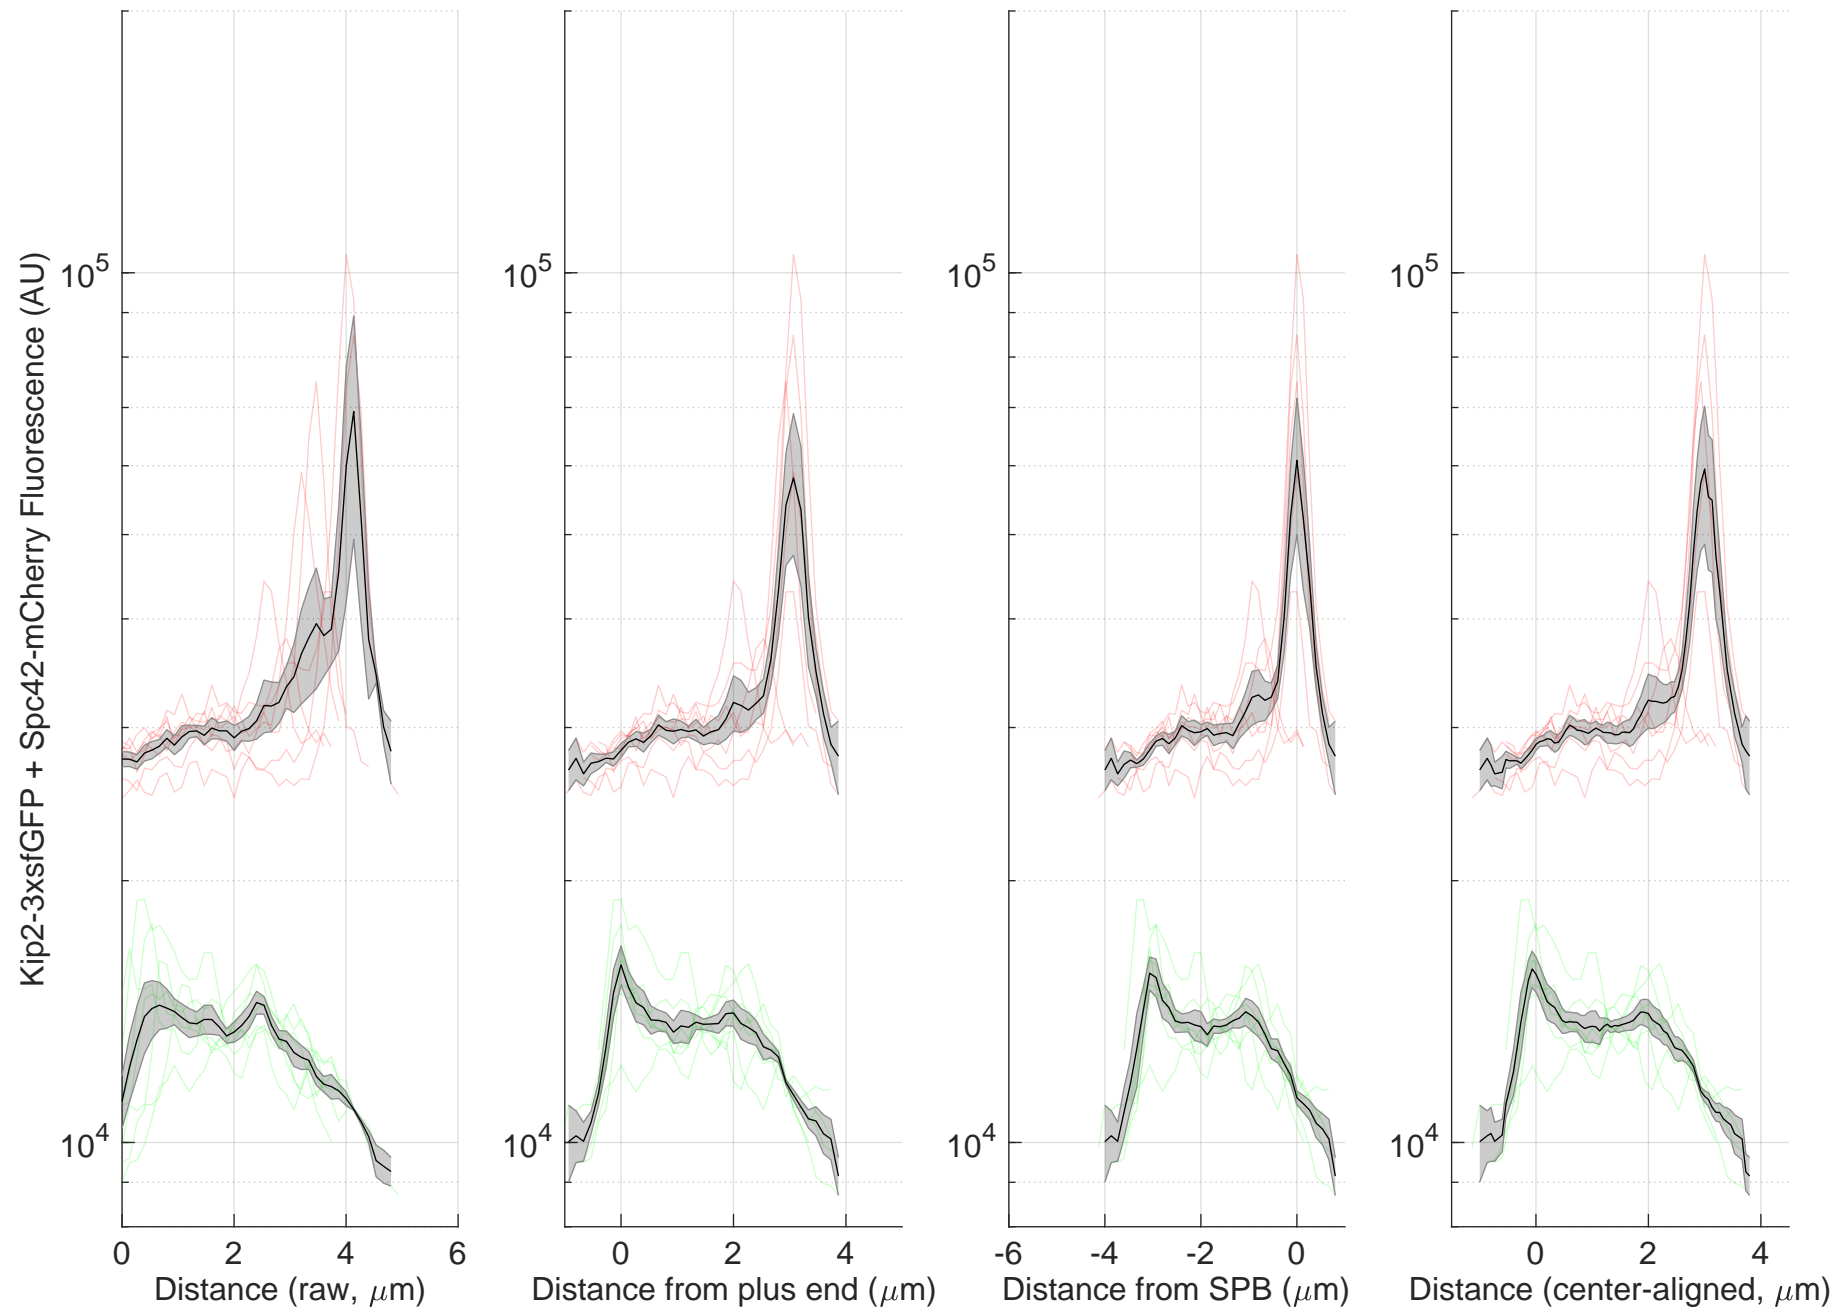 Kip2-3xsfGFP + Spc42-mCherry Fluorescence (AU)
10^5
10^4
0 2 4 6
Distance (raw, μm)
10^5
10^4
0 2 4
Distance from plus end (μm)
10^5
10^4
-6 -4 -2 0
Distance from SPB (μm)
10^5
10^4
0 2 4
Distance (center-aligned, μm)